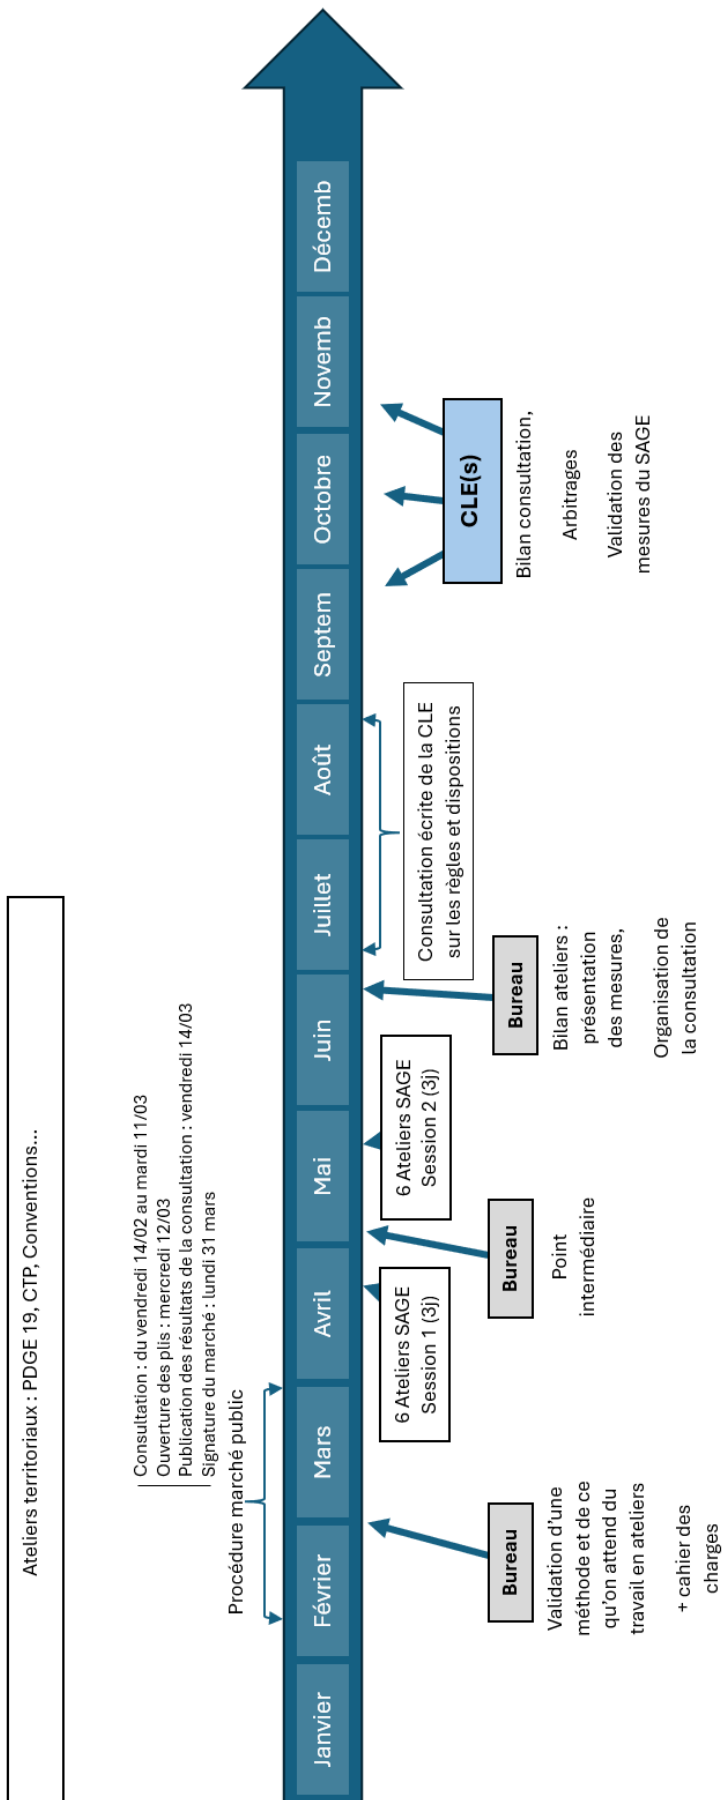 Ateliers territoriaux : PDGE 19, CTP, Conventions...
Consultation : du vendredi 14/02 au mardi 11/03
Ouverture des plis : mercredi 12/03
Publication des résultats de la consultation : vendredi 14/03
Signature du marché : lundi 31 mars
Procédure marché public
Janvier
Février
Mars
Avril
Mai
Juin
Juillet
Août
Septem
Octobre
Novemb
Décemb
6 Ateliers SAGE
Session 1 (3j)
6 Ateliers SAGE
Session 2 (3j)
Consultation écrite de la CLE
sur les règles et dispositions
CLE(s)
Bilan consultation,
Arbitrages
Validation des
mesures du SAGE
Bureau
Validation d’une
méthode et de ce
qu’on attend du
travail en ateliers
+ cahier des
charges
Bureau
Point
intermédiaire
Bureau
Bilan ateliers :
présentation
des mesures,
Organisation de
la consultation